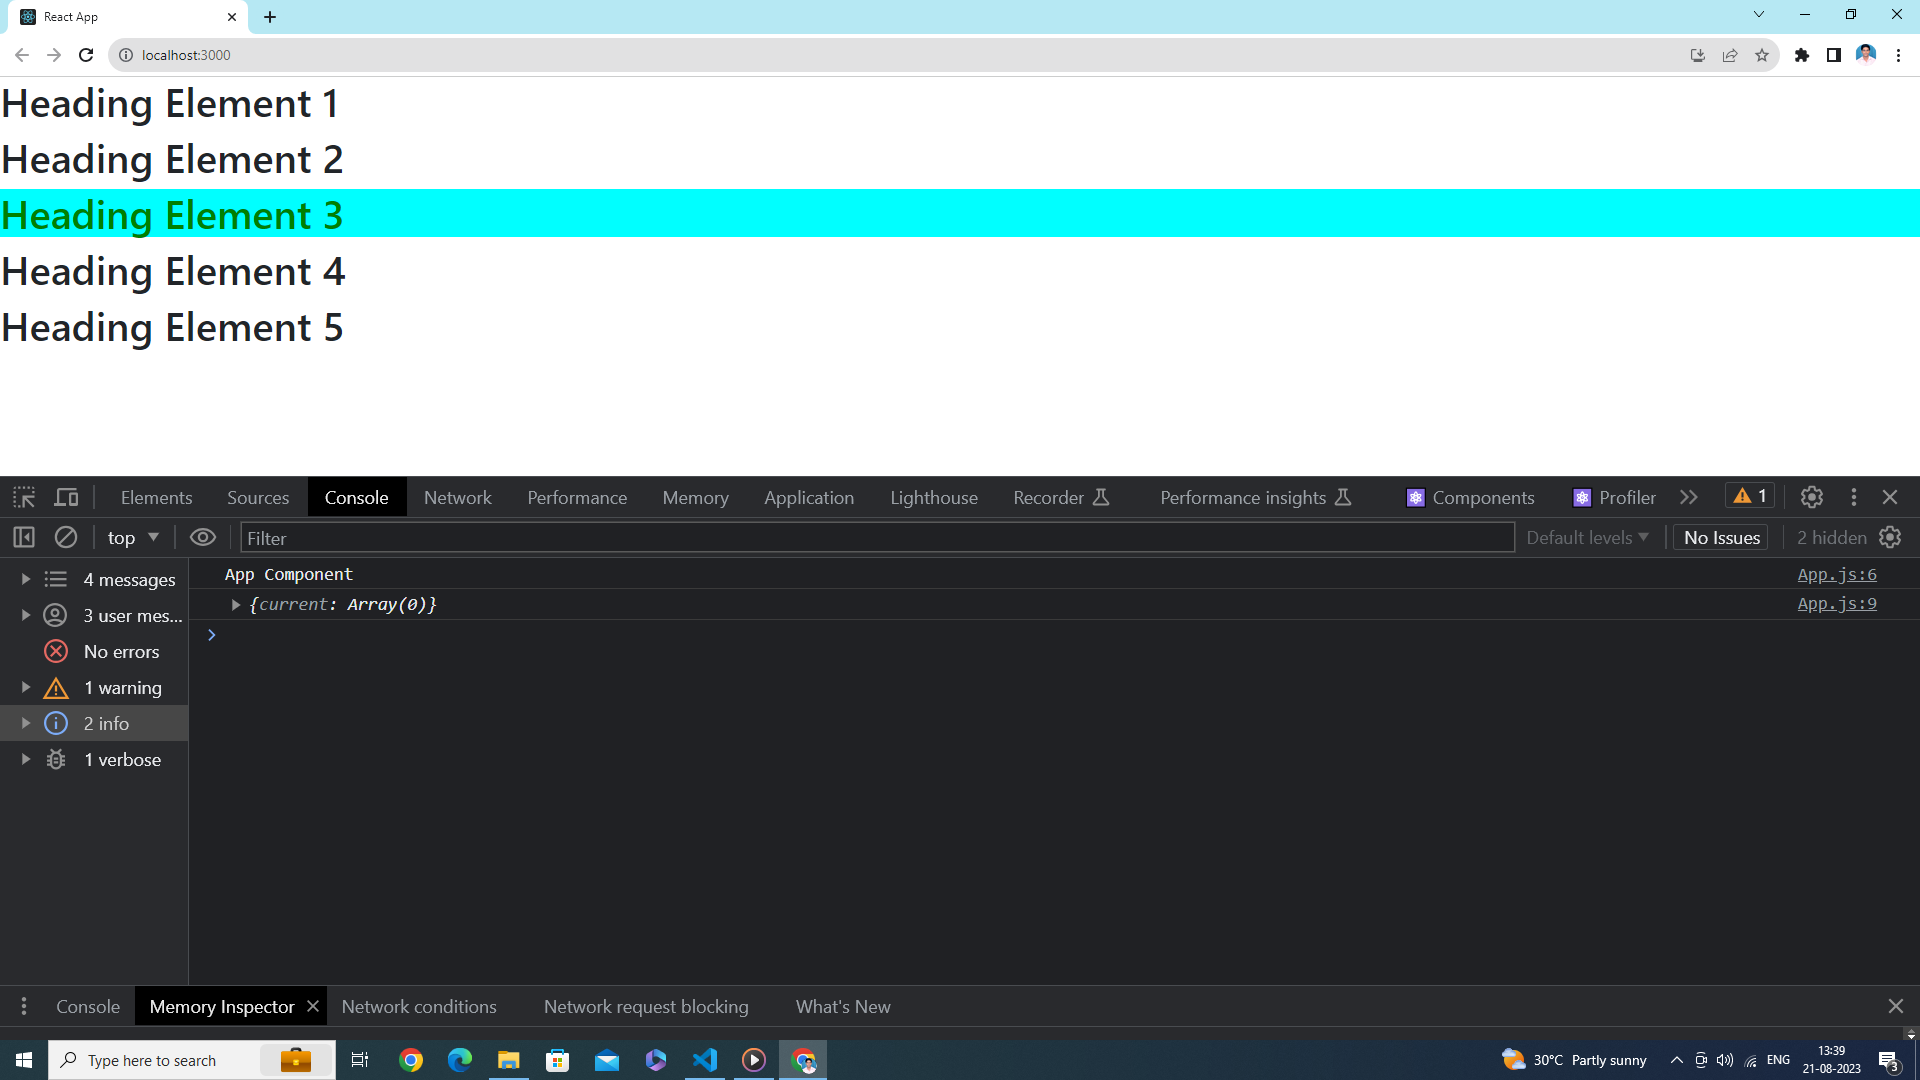 React App
localhost:3000
Heading Element 1
Heading Element 2
Heading Element 3
Heading Element 4
Heading Element 5
Elements Sources Console Network Performance Memory Application Lighthouse Recorder Performance insights Components Profiler 1
top Filter Default levels No Issues 2 hidden
4 messages
3 user mes...
No errors
1 warning
2 info
1 verbose
App Component App.js:6
{current: Array(0)} App.js:9
Console Memory Inspector Network conditions Network request blocking What's New
Type here to search
30°C Partly sunny
ENG
13:39
21-08-2023
3